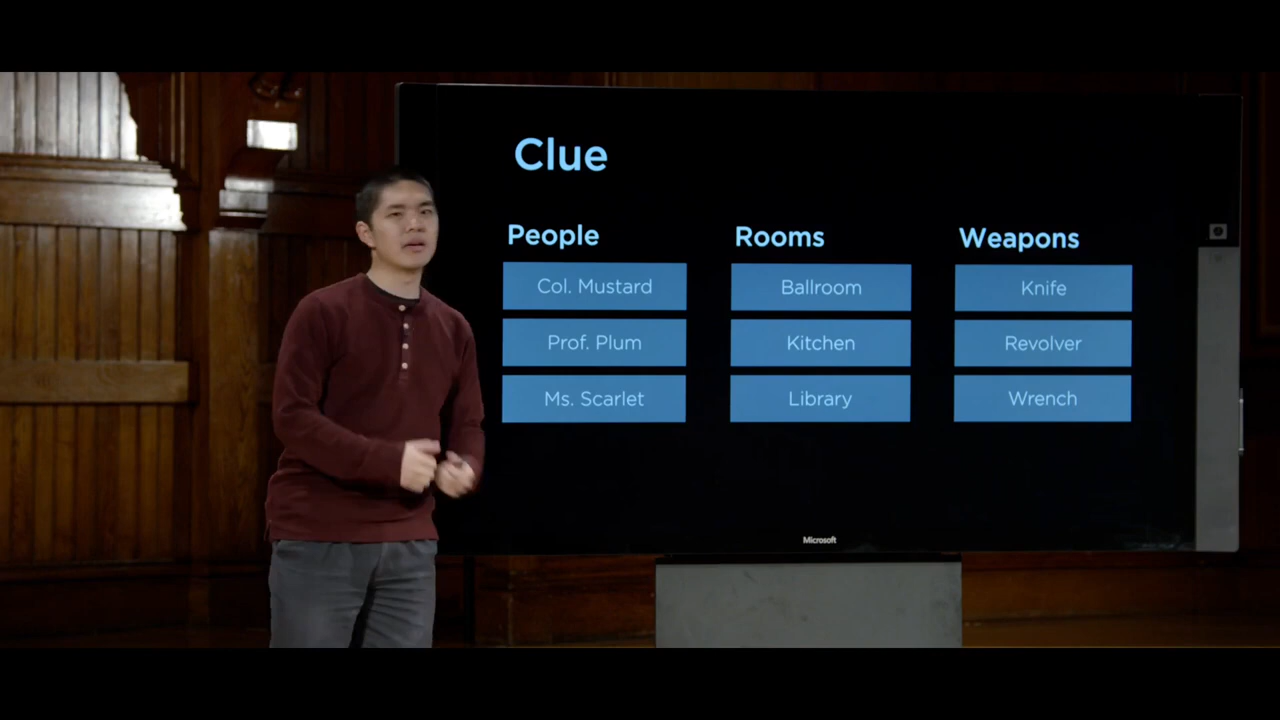 Clue
People Rooms Weapons
Col. Mustard Ballroom Knife
Prof. Plum Kitchen Revolver
Ms. Scarlet Library Wrench
Microsoft